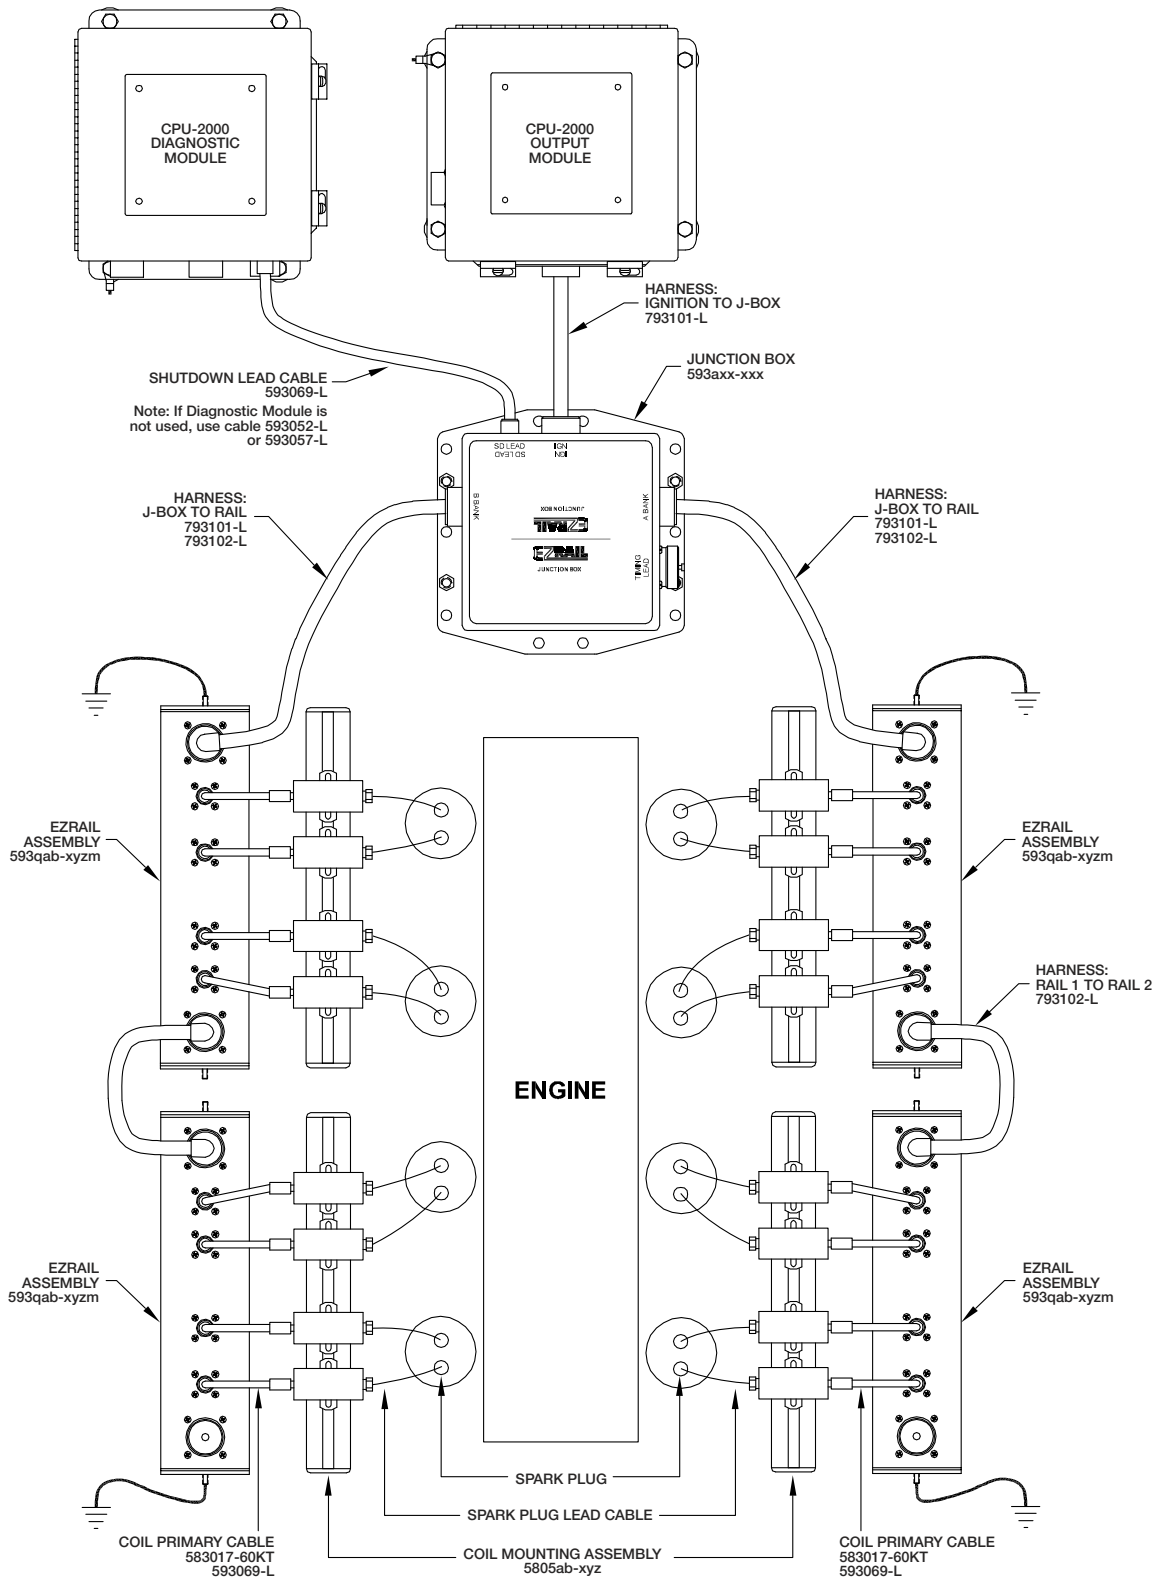 CPU-2000
DIAGNOSTIC
MODULE
CPU-2000
OUTPUT
MODULE
HARNESS:
IGNITION TO J-BOX
793101-L
JUNCTION BOX
593axx-xxx
SHUTDOWN LEAD CABLE
593069-L
Note: If Diagnostic Module is
not used, use cable 593052-L
or 593057-L
SD LEAD
SD LEAD
IGN
IGN
HARNESS:
J-BOX TO RAIL
793101-L
793102-L
B BANK
JUNCTION BOX
EZRAIL
EZRAIL
JUNCTION BOX
A BANK
TIMING
LEAD
HARNESS:
J-BOX TO RAIL
793101-L
793102-L
EZRAIL
ASSEMBLY
593qab-xyzm
EZRAIL
ASSEMBLY
593qab-xyzm
HARNESS:
RAIL 1 TO RAIL 2
793102-L
ENGINE
EZRAIL
ASSEMBLY
593qab-xyzm
EZRAIL
ASSEMBLY
593qab-xyzm
SPARK PLUG
SPARK PLUG LEAD CABLE
COIL PRIMARY CABLE
583017-60KT
593069-L
COIL MOUNTING ASSEMBLY
5805ab-xyz
COIL PRIMARY CABLE
583017-60KT
593069-L